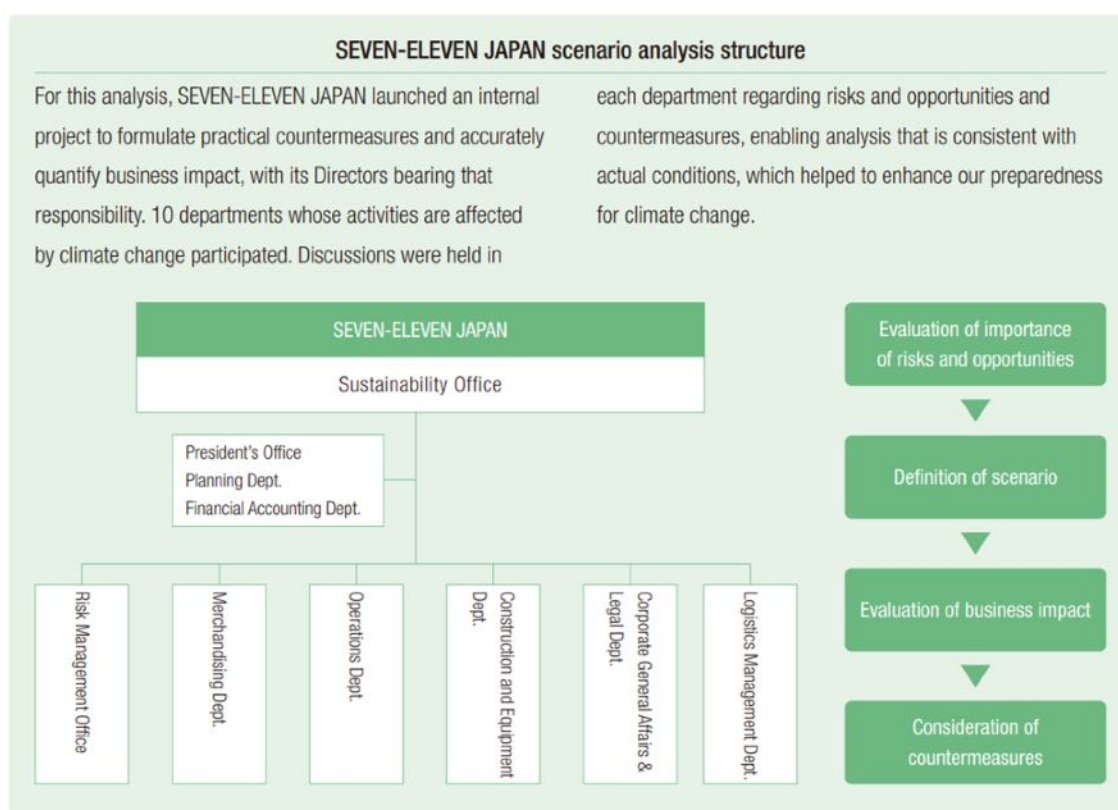 SEVEN-ELEVEN JAPAN scenario analysis structure
For this analysis, SEVEN-ELEVEN JAPAN launched an internal
project to formulate practical countermeasures and accurately
quantify business impact, with its Directors bearing that
responsibility. 10 departments whose activities are affected
by climate change participated. Discussions were held in
each department regarding risks and opportunities and
countermeasures, enabling analysis that is consistent with
actual conditions, which helped to enhance our preparedness
for climate change.
SEVEN-ELEVEN JAPAN
Sustainability Office
President's Office
Planning Dept.
Financial Accounting Dept.
Risk Management Office
Merchandising Dept.
Operations Dept.
Construction and Equipment
Dept.
Corporate General Affairs &
Legal Dept.
Logistics Management Dept.
Evaluation of importance
of risks and opportunities
Definition of scenario
Evaluation of business impact
Consideration of
countermeasures